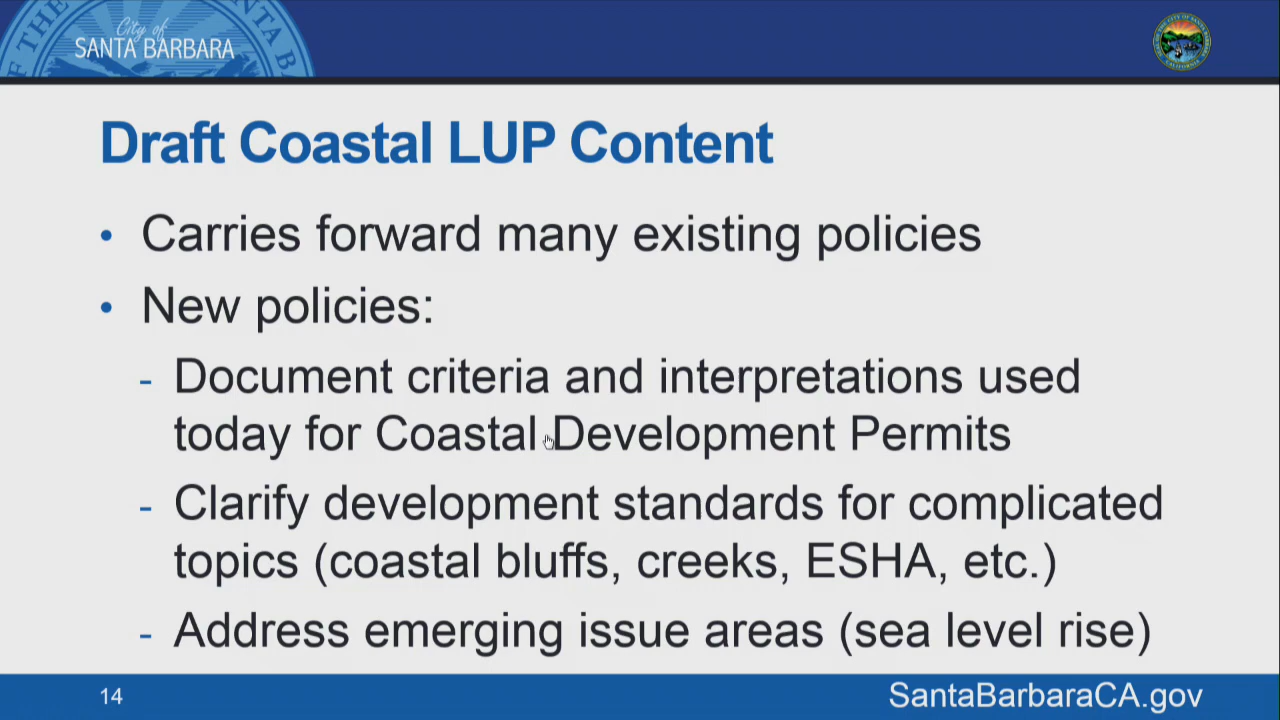 City of
SANTA BARBARA
Draft Coastal LUP Content
• Carries forward many existing policies
• New policies:
- Document criteria and interpretations used
today for Coastal Development Permits
- Clarify development standards for complicated
topics (coastal bluffs, creeks, ESHA, etc.)
- Address emerging issue areas (sea level rise)
14
SantaBarbaraCA.gov